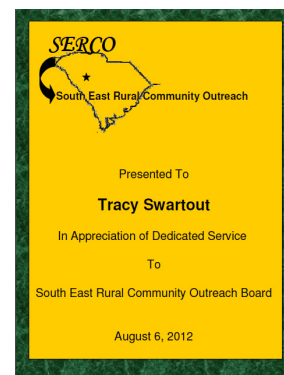 SERCO
South East Rural Community Outreach
Presented To
Tracy Swartout
In Appreciation of Dedicated Service
To
South East Rural Community Outreach Board
August 6, 2012